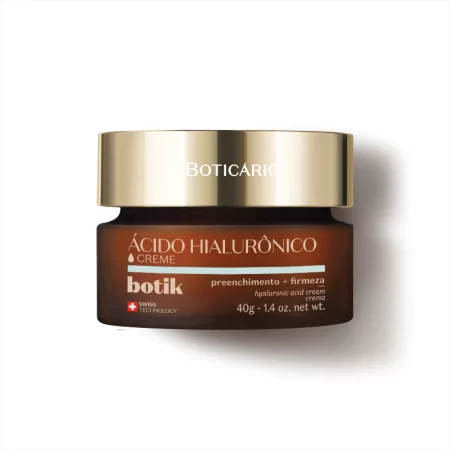 BOTICÁRIO
ÁCIDO HIALURÔNICO
CREME
botik
preenchimento + firmeza
hyaluronic acid cream
crema
40g - 1.4 oz. net wt.
SWISS
TECHNOLOGY